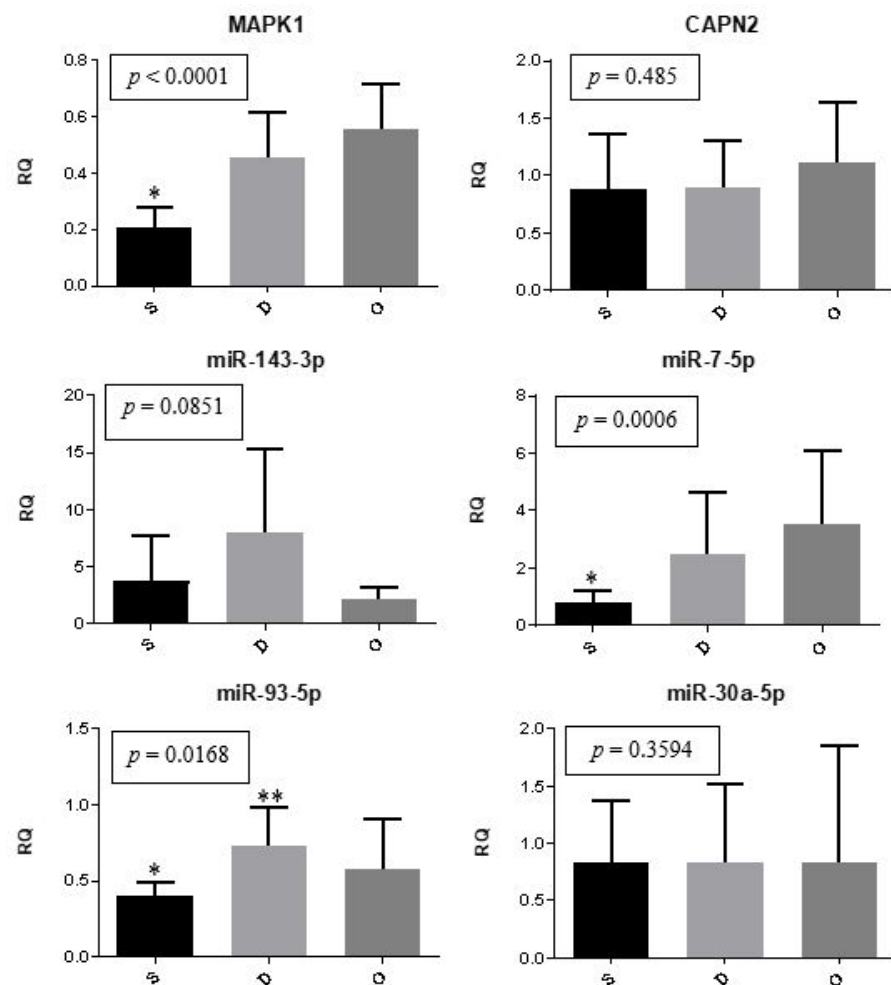 MAPK1
p < 0.0001
0.8
0.6
0.4
0.2
0.0
RQ
*
S D O
CAPN2
p = 0.485
2.0
1.5
1.0
0.5
0.0
RQ
S D O
miR-143-3p
p = 0.0851
20
15
10
5
0
RQ
S D O
miR-7-5p
p = 0.0006
8
6
4
2
0
RQ
*
S D O
miR-93-5p
p = 0.0168
1.5
1.0
0.5
0.0
RQ
* **
S D O
miR-30a-5p
p = 0.3594
2.0
1.5
1.0
0.5
0.0
RQ
S D O